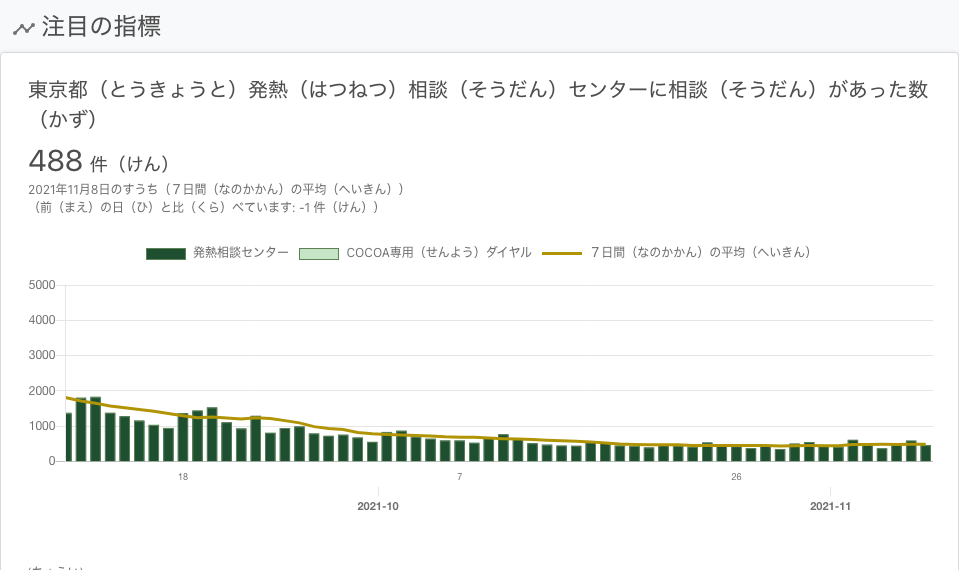 注目の指標
東京都（とうきょうと）発熱（はつねつ）相談（そうだん）センターに相談（そうだん）があった数
（かず）
488 件（けん）
2021年11月8日のすうち（７日間（なのかかん）の平均（へいきん））
（前（まえ）の日（ひ）と比（くら）べています: -1 件（けん））
発熱相談センター COCOA専用（せんよう）ダイヤル ７日間（なのかかん）の平均（へいきん）
5000
4000
3000
2000
1000
0
18 7 26
2021-10 2021-11